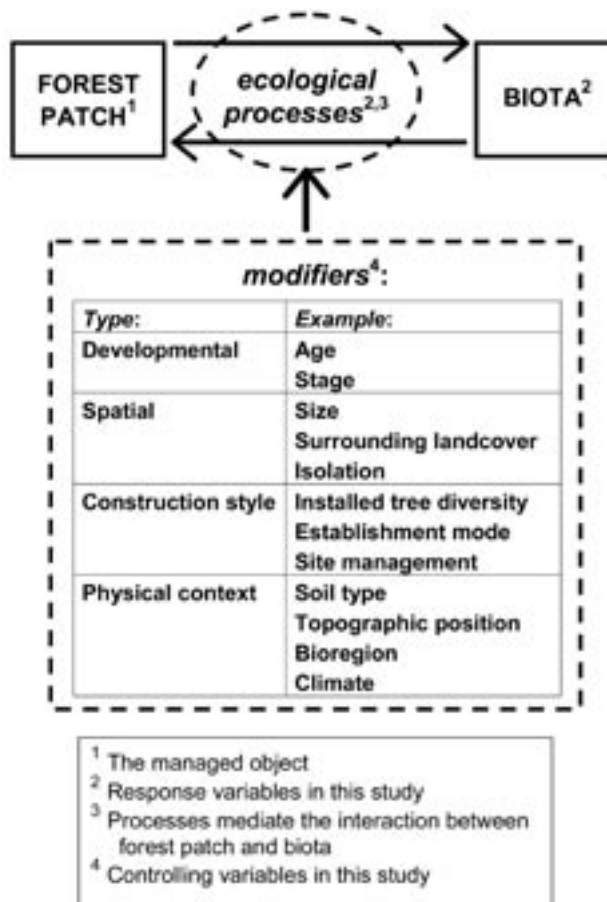 FOREST PATCH¹
ecological processes²,³
BIOTA²
modifiers⁴:
Type: Example:
Developmental Age
Stage
Spatial Size
Surrounding landcover
Isolation
Construction style Installed tree diversity
Establishment mode
Site management
Physical context Soil type
Topographic position
Bioregion
Climate
¹ The managed object
² Response variables in this study
³ Processes mediate the interaction between
forest patch and biota
⁴ Controlling variables in this study